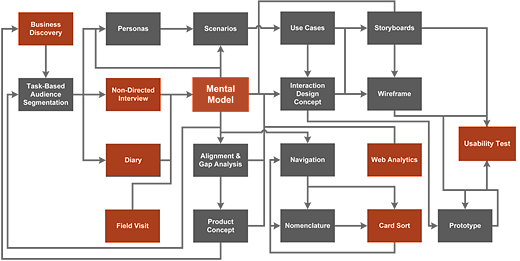 Business
Discovery
Personas
Scenarios
Use Cases
Storyboards
Task-Based
Audience
Segmentation
Non-Directed
Interview
Mental
Model
Interaction
Design
Concept
Wireframe
Diary
Alignment &
Gap Analysis
Navigation
Web Analytics
Usability Test
Field Visit
Product
Concept
Nomenclature
Card Sort
Prototype